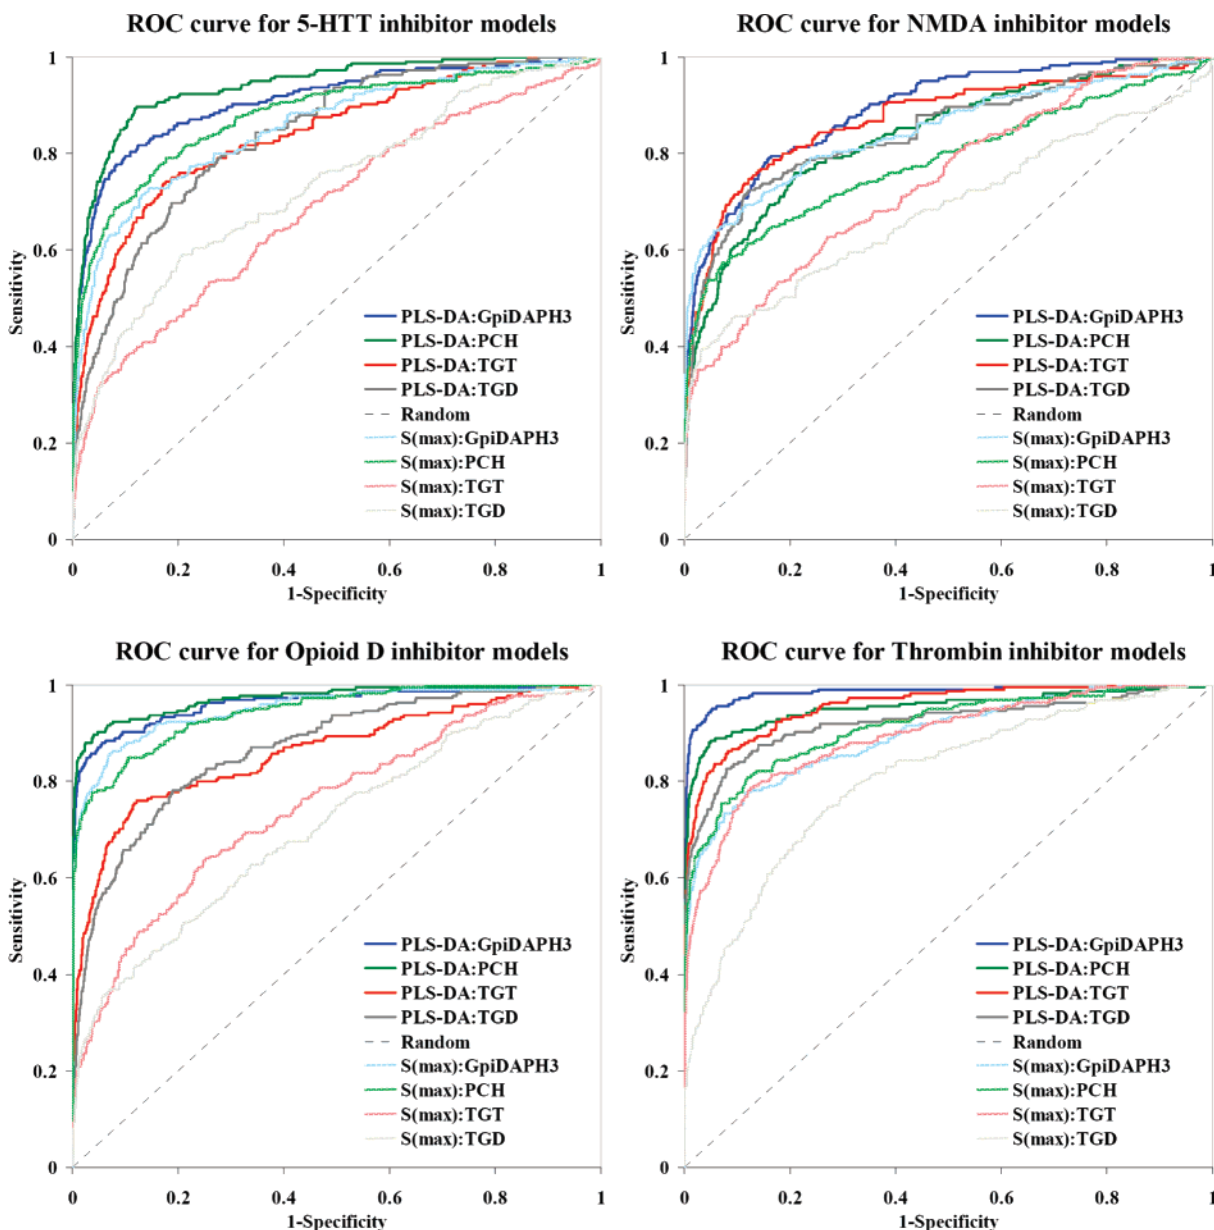 ROC curve for 5-HTT inhibitor models
1
0.8
0.6
0.4
0.2
0
Sensitivity
PLS-DA:GpiDAPH3
PLS-DA:PCH
PLS-DA:TGT
PLS-DA:TGD
Random
S(max):GpiDAPH3
S(max):PCH
S(max):TGT
S(max):TGD
0 0.2 0.4 0.6 0.8 1
1-Specificity
ROC curve for NMDA inhibitor models
1
0.8
0.6
0.4
0.2
0
Sensitivity
PLS-DA:GpiDAPH3
PLS-DA:PCH
PLS-DA:TGT
PLS-DA:TGD
Random
S(max):GpiDAPH3
S(max):PCH
S(max):TGT
S(max):TGD
0 0.2 0.4 0.6 0.8 1
1-Specificity
ROC curve for Opioid D inhibitor models
1
0.8
0.6
0.4
0.2
0
Sensitivity
PLS-DA:GpiDAPH3
PLS-DA:PCH
PLS-DA:TGT
PLS-DA:TGD
Random
S(max):GpiDAPH3
S(max):PCH
S(max):TGT
S(max):TGD
0 0.2 0.4 0.6 0.8 1
1-Specificity
ROC curve for Thrombin inhibitor models
1
0.8
0.6
0.4
0.2
0
Sensitivity
PLS-DA:GpiDAPH3
PLS-DA:PCH
PLS-DA:TGT
PLS-DA:TGD
Random
S(max):GpiDAPH3
S(max):PCH
S(max):TGT
S(max):TGD
0 0.2 0.4 0.6 0.8 1
1-Specificity